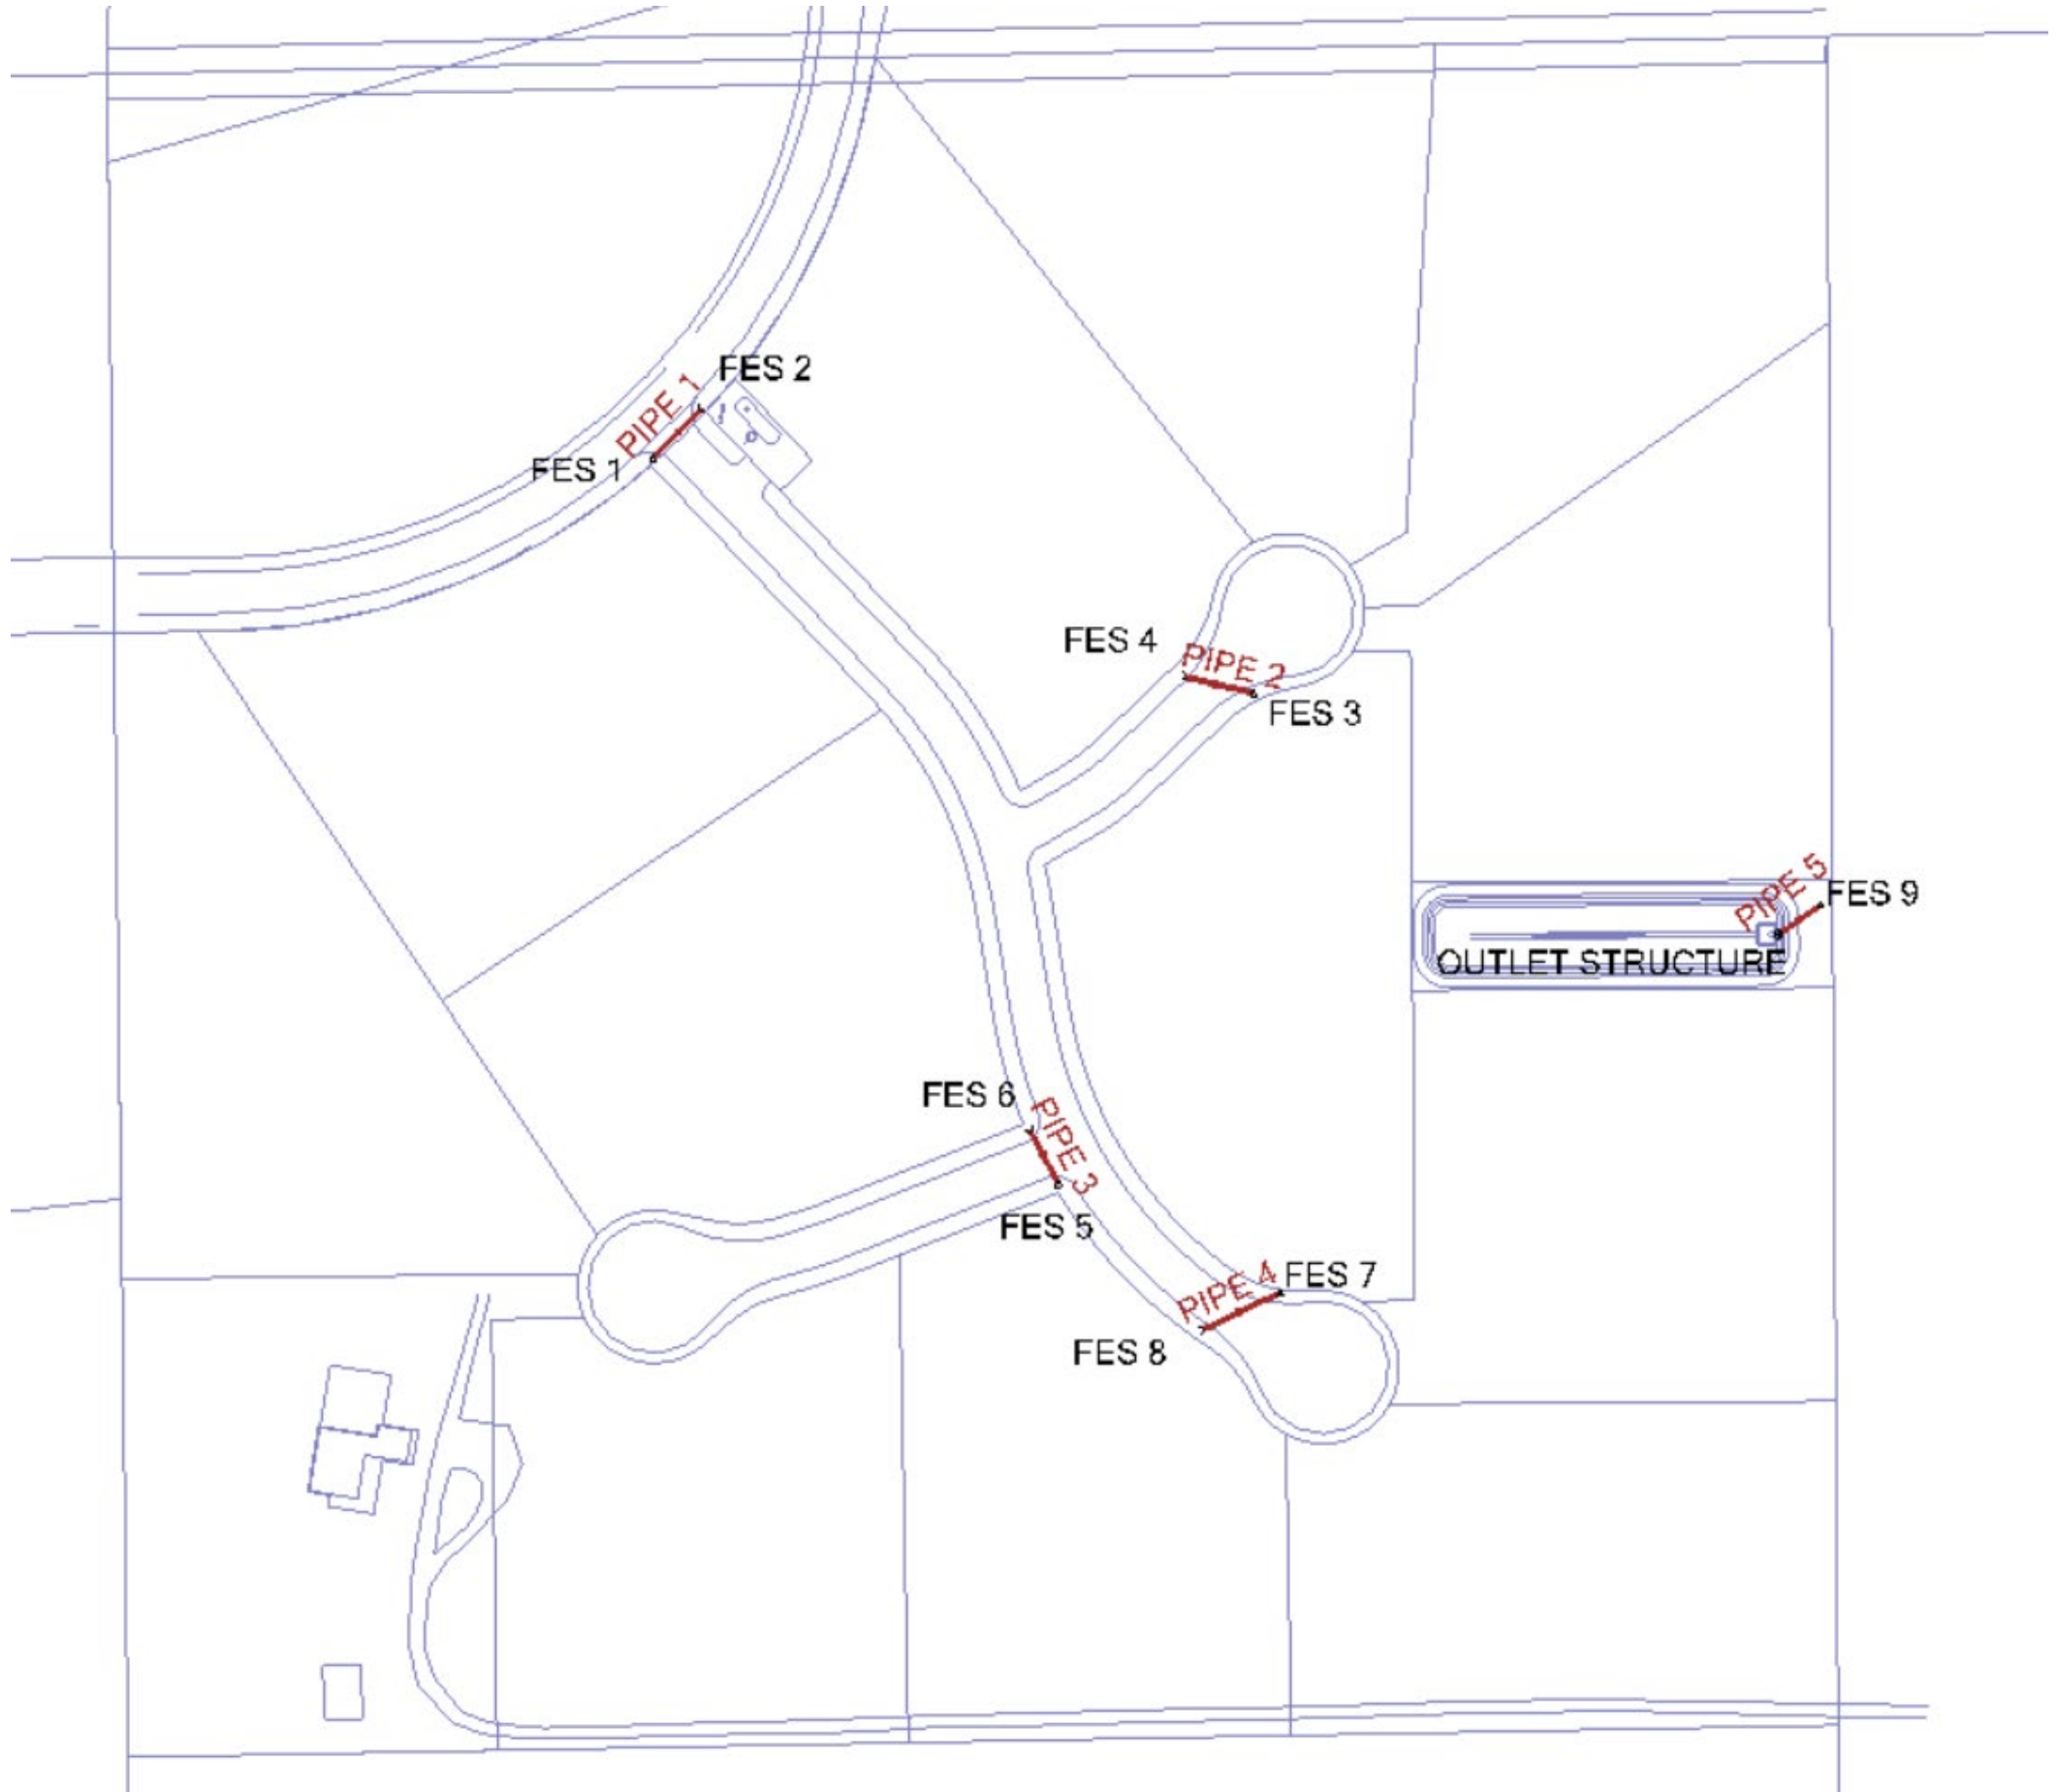 FES 2
PIPE 1
FES 1
FES 4
PIPE 2
FES 3
PIPE 5
FES 9
OUTLET STRUCTURE
FES 6
PIPE 3
FES 5
PIPE 4
FES 7
FES 8